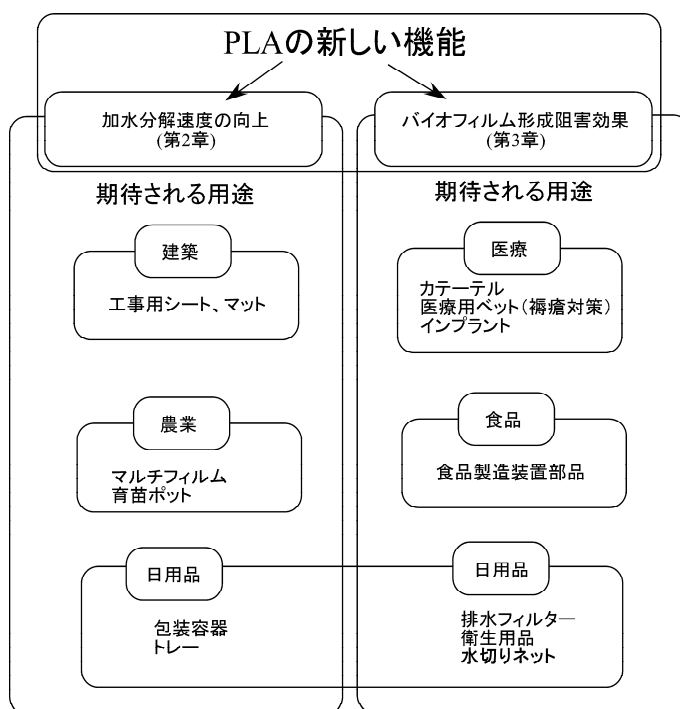 PLAの新しい機能
加水分解速度の向上
(第2章)
期待される用途
建築
工事用シート、マット
農業
マルチフィルム
育苗ポット
日用品
包装容器
トレー
バイオフィルム形成阻害効果
(第3章)
期待される用途
医療
カテーテル
医療用ベット(褥瘡対策)
インプラント
食品
食品製造装置部品
日用品
排水フィルター
衛生用品
水切りネット